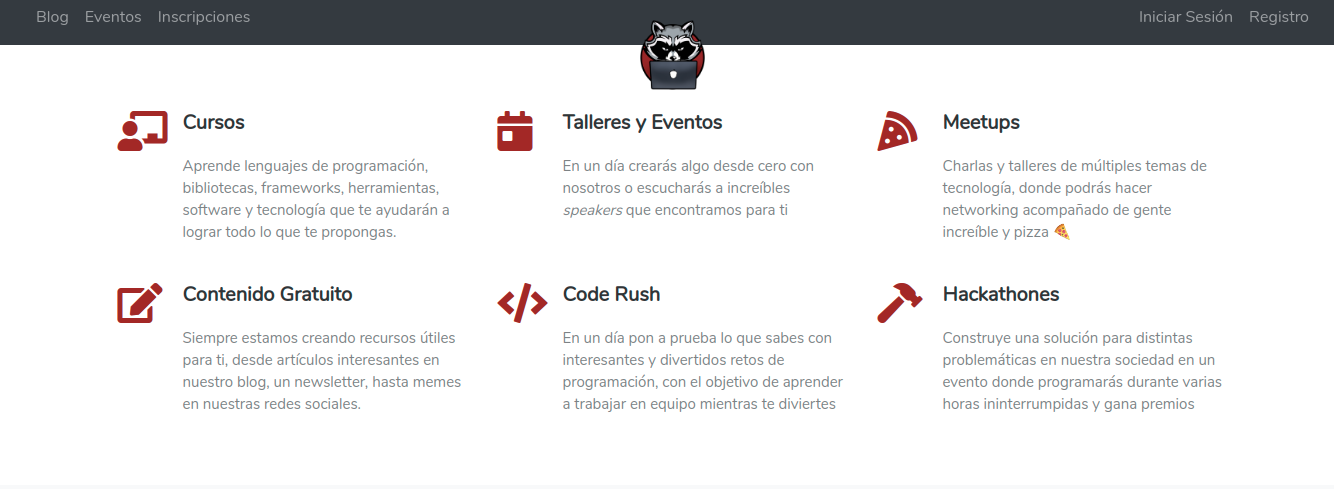 Blog Eventos Inscripciones Iniciar Sesión Registro
Cursos
Aprende lenguajes de programación,
bibliotecas, frameworks, herramientas,
software y tecnología que te ayudarán a
lograr todo lo que te propongas.
Talleres y Eventos
En un día crearás algo desde cero con
nosotros o escucharás a increíbles
speakers que encontramos para ti
Meetups
Charlas y talleres de múltiples temas de
tecnología, donde podrás hacer
networking acompañado de gente
increíble y pizza 🍕
Contenido Gratuito
Siempre estamos creando recursos útiles
para ti, desde artículos interesantes en
nuestro blog, un newsletter, hasta memes
en nuestras redes sociales.
Code Rush
En un día pon a prueba lo que sabes con
interesantes y divertidos retos de
programación, con el objetivo de aprender
a trabajar en equipo mientras te diviertes
Hackathones
Construye una solución para distintas
problemáticas en nuestra sociedad en un
evento donde programarás durante varias
horas ininterrumpidas y gana premios